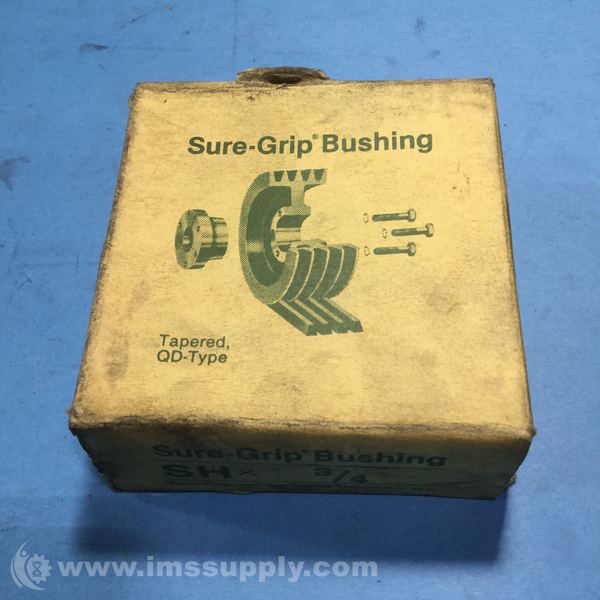 Sure-Grip® Bushing
Tapered,
QD-Type
Sure-Grip® Bushing
SH x 3/4
www.imssupply.com